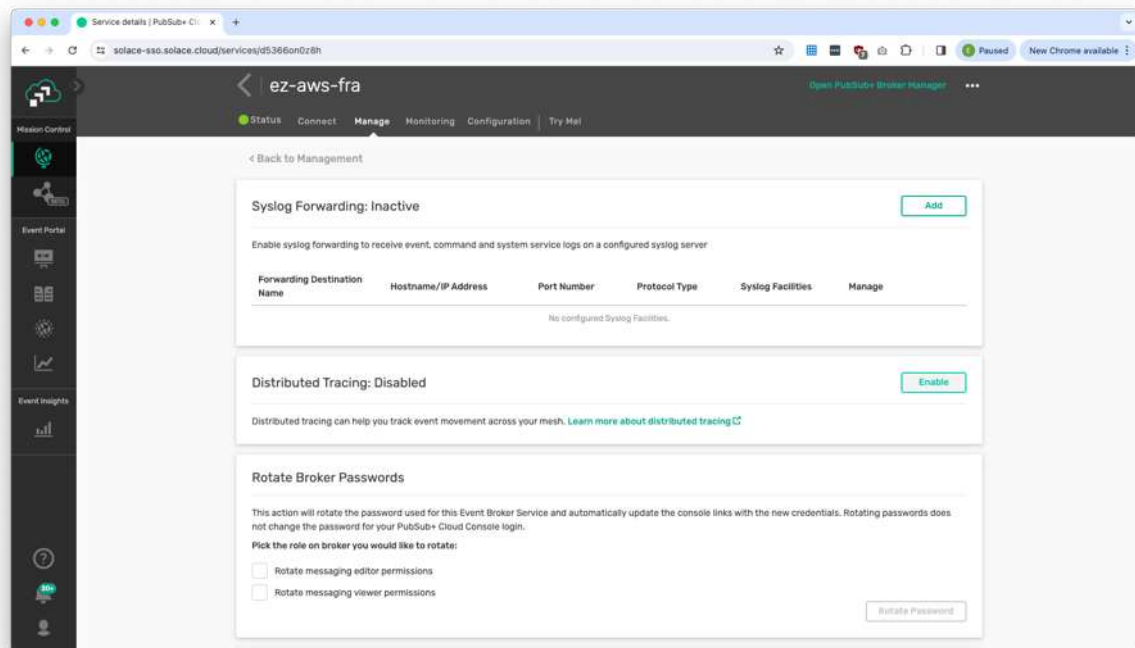 Service details | PubSub+ Clo
solace-sso.solace.cloud/services/d5366on0z8h
Paused
New Chrome available
ez-aws-fra
Open PubSub+ Broker Manager
Status Connect Manage Monitoring Configuration Try Me!
Mission Control
Event Portal
Event Insights
30+
< Back to Management
Syslog Forwarding: Inactive
Add
Enable syslog forwarding to receive event, command and system service logs on a configured syslog server
Forwarding Destination Name
Hostname/IP Address
Port Number
Protocol Type
Syslog Facilities
Manage
No configured Syslog Facilities.
Distributed Tracing: Disabled
Enable
Distributed tracing can help you track event movement across your mesh. Learn more about distributed tracing
Rotate Broker Passwords
This action will rotate the password used for this Event Broker Service and automatically update the console links with the new credentials. Rotating passwords does
not change the password for your PubSub+ Cloud Console login.
Pick the role on broker you would like to rotate:
Rotate messaging editor permissions
Rotate messaging viewer permissions
Rotate Password